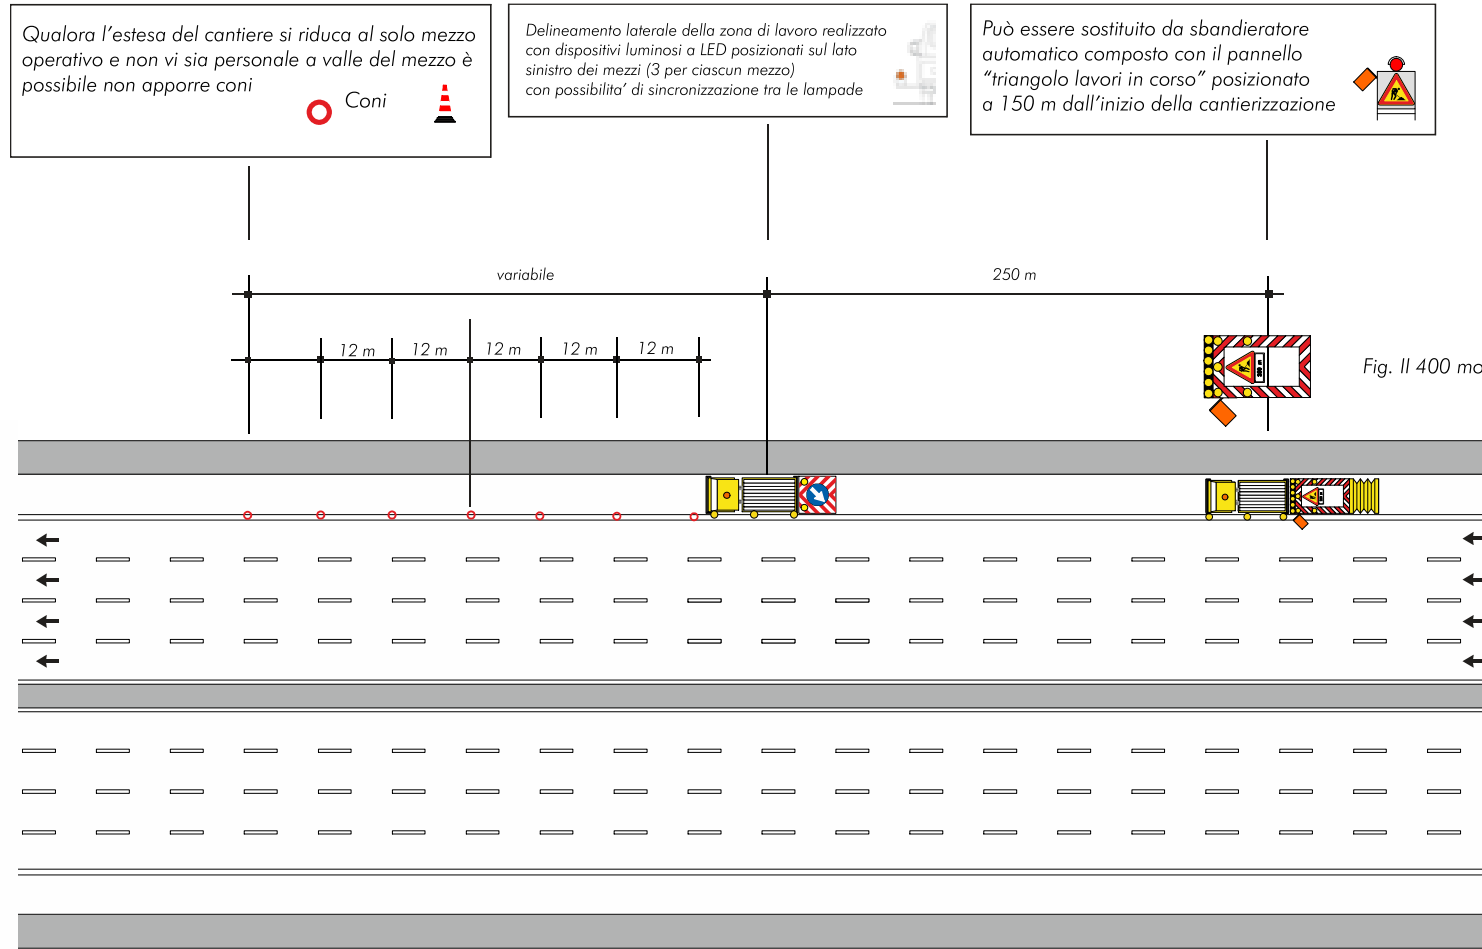 Qualora l'estesa del cantiere si riduca al solo mezzo
operativo e non vi sia personale a valle del mezzo è
possibile non apporre coni
Coni
Delineamento laterale della zona di lavoro realizzato
con dispositivi luminosi a LED posizionati sul lato
sinistro dei mezzi (3 per ciascun mezzo)
con possibilita' di sincronizzazione tra le lampade
Può essere sostituito da sbandieratore
automatico composto con il pannello
"triangolo lavori in corso" posizionato
a 150 m dall'inizio della cantierizzazione
variabile
250 m
12 m
12 m
12 m
12 m
12 m
Fig. II 400 mo